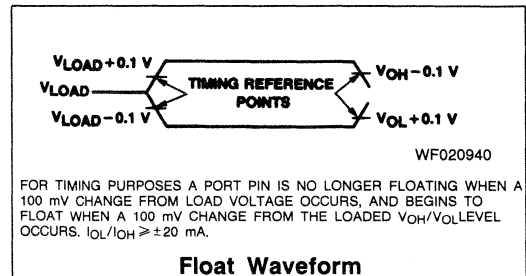 VLOAD+0.1 V
VLOAD
VLOAD−0.1 V
TIMING REFERENCE
POINTS
VOH−0.1 V
VOL+0.1 V
WF020940
FOR TIMING PURPOSES A PORT PIN IS NO LONGER FLOATING WHEN A
100 mV CHANGE FROM LOAD VOLTAGE OCCURS, AND BEGINS TO
FLOAT WHEN A 100 mV CHANGE FROM THE LOADED VOH/VOLLEVEL
OCCURS. IOL/IOH ⩾ ±20 mA.
Float Waveform